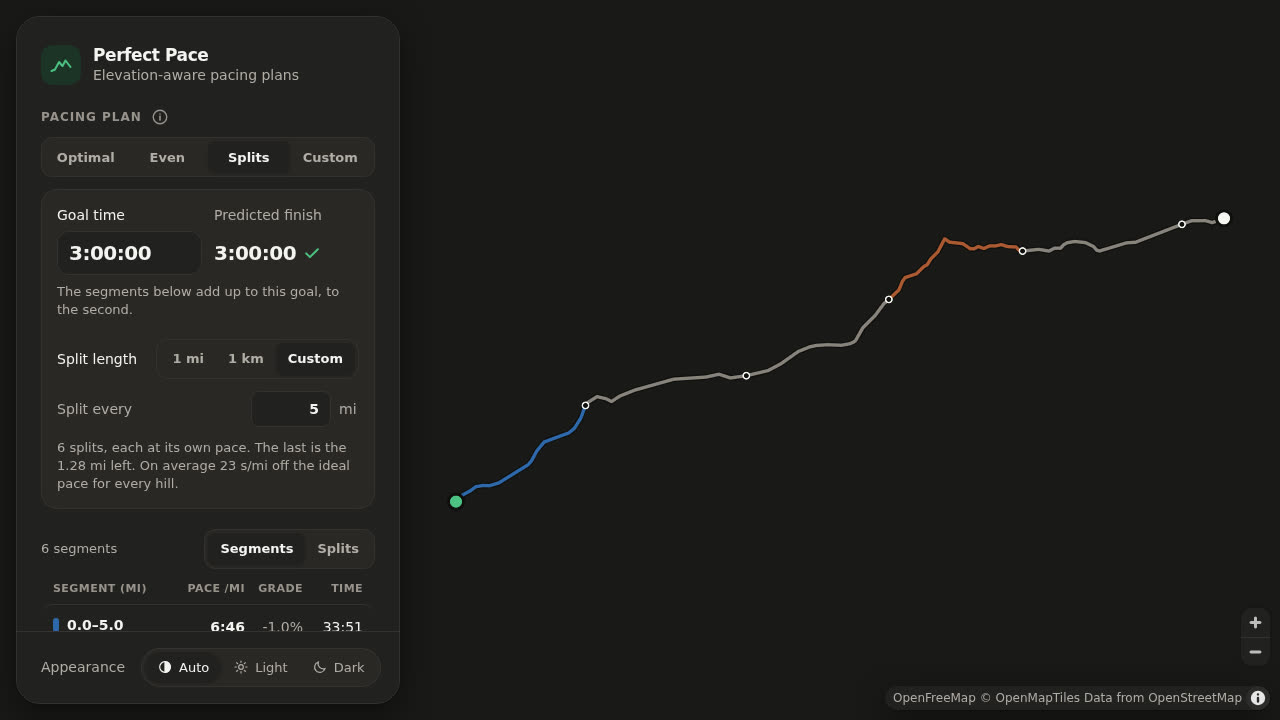 Perfect Pace
Elevation-aware pacing plans
PACING PLAN
Optimal Even Splits Custom
Goal time Predicted finish
3:00:00 3:00:00
The segments below add up to this goal, to
the second.
Split length 1 mi 1 km Custom
Split every 5 mi
6 splits, each at its own pace. The last is the
1.28 mi left. On average 23 s/mi off the ideal
pace for every hill.
6 segments Segments Splits
SEGMENT (MI) PACE /MI GRADE TIME
0.0–5.0 6:46 -1.0% 33:51
Appearance Auto Light Dark
OpenFreeMap © OpenMapTiles Data from OpenStreetMap